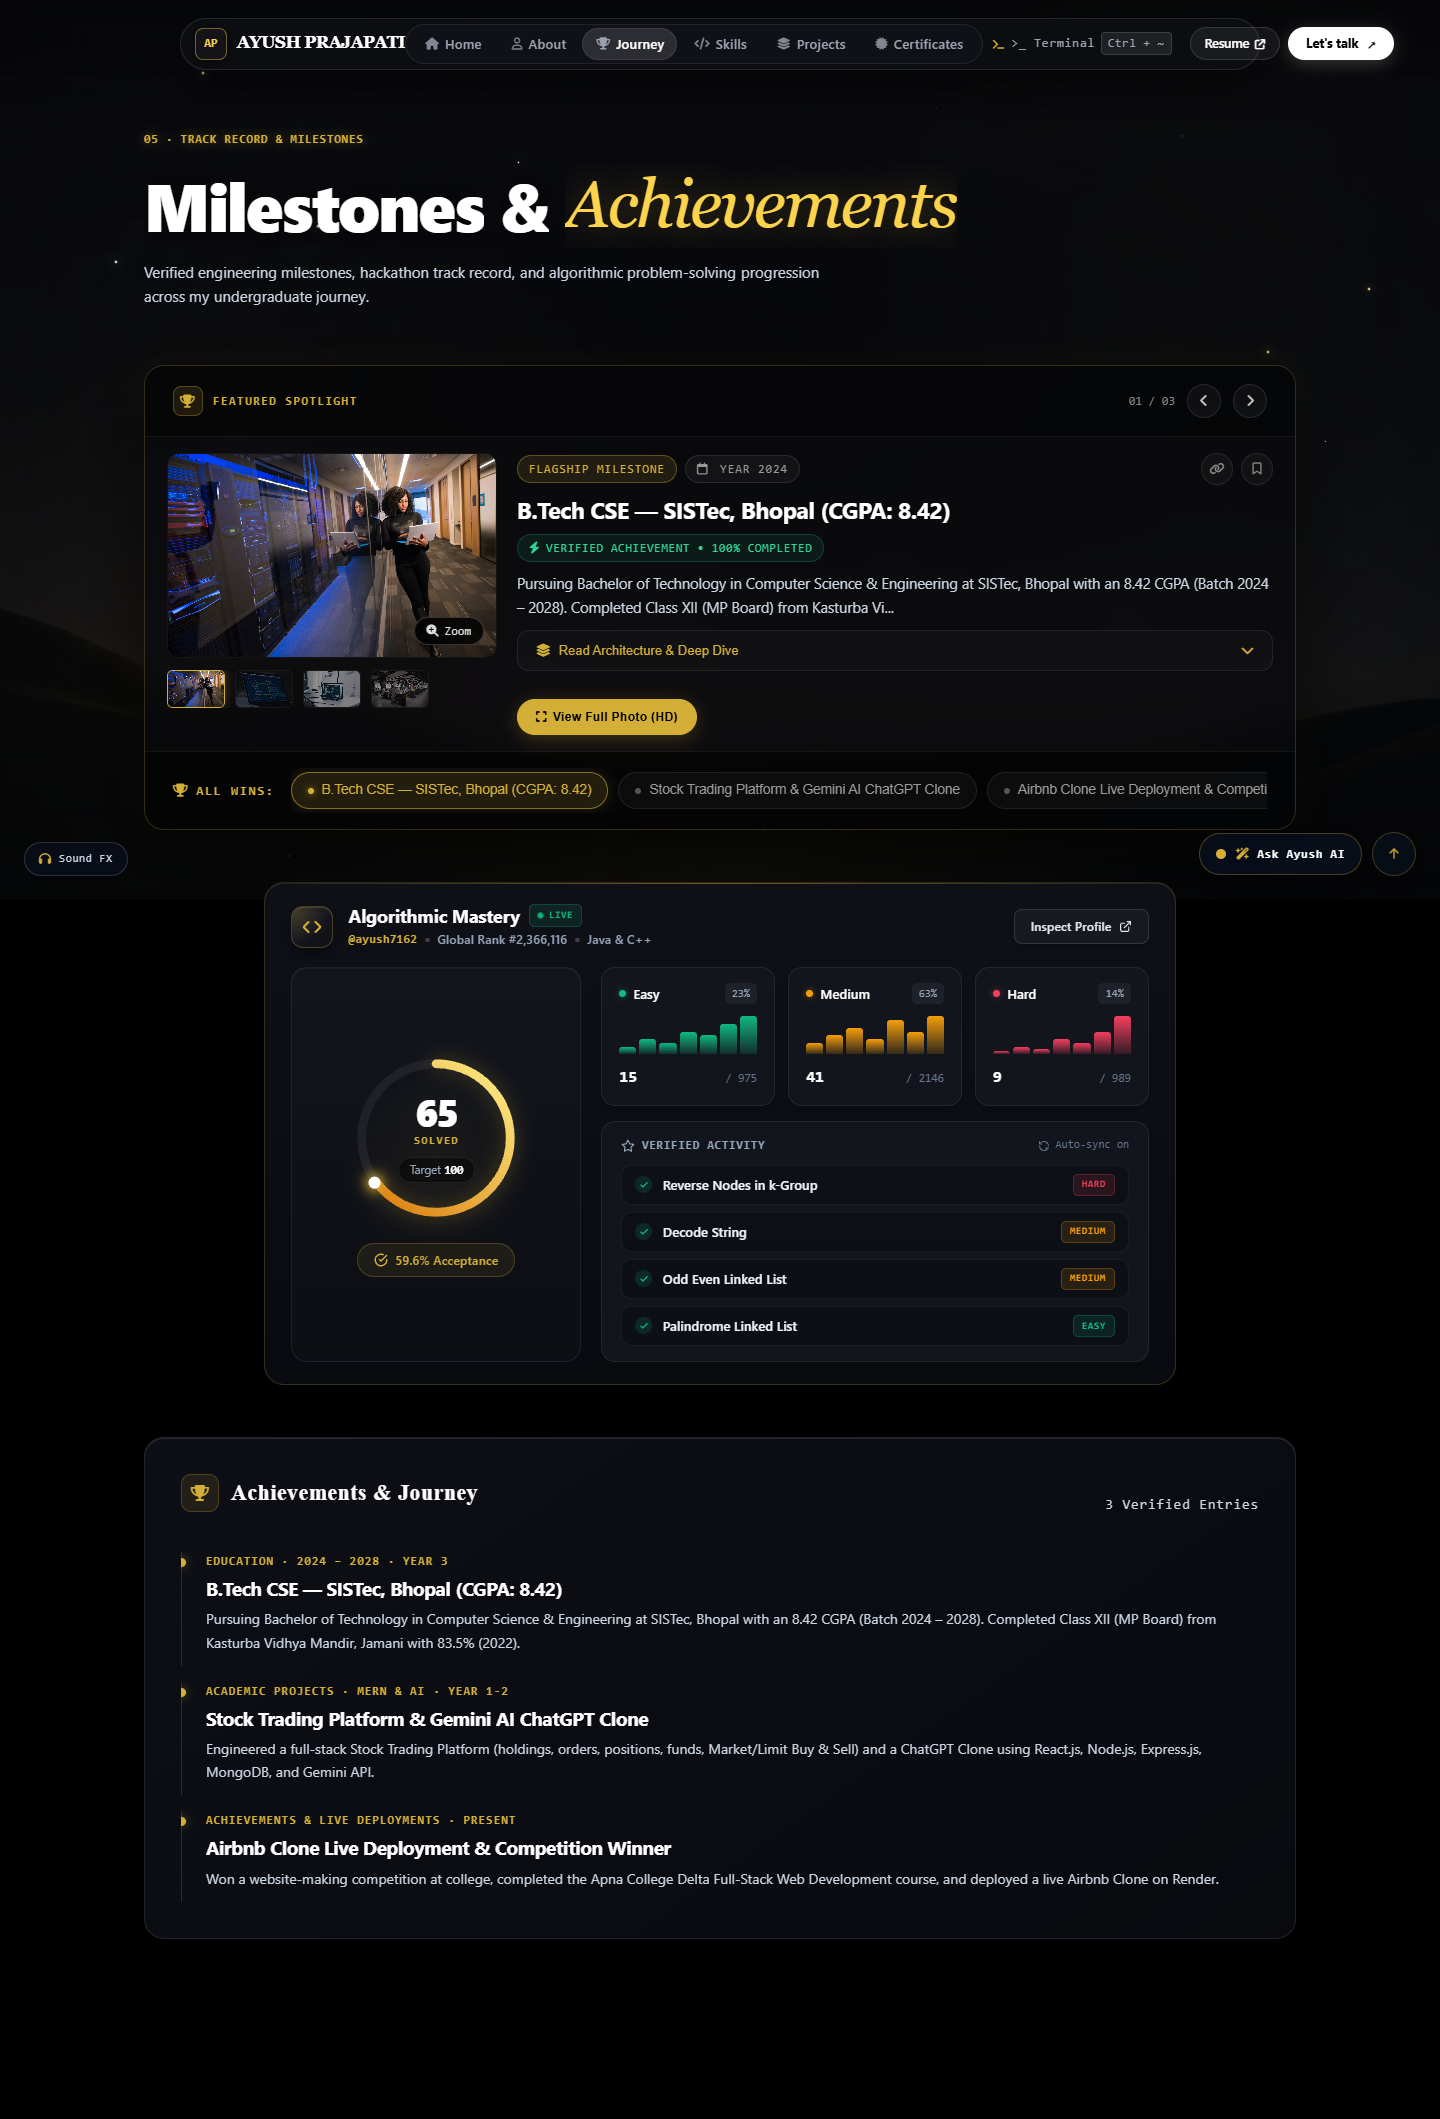 AP AYUSH PRAJAPATI Home About Journey Skills Projects Certificates >_ Terminal Ctrl + ~ Resume Let's talk ↗
05 · TRACK RECORD & MILESTONES
Milestones & Achievements
Verified engineering milestones, hackathon track record, and algorithmic problem-solving progression
across my undergraduate journey.
FEATURED SPOTLIGHT 01 / 03
FLAGSHIP MILESTONE YEAR 2024
B.Tech CSE — SISTec, Bhopal (CGPA: 8.42)
VERIFIED ACHIEVEMENT • 100% COMPLETED
Pursuing Bachelor of Technology in Computer Science & Engineering at SISTec, Bhopal with an 8.42 CGPA (Batch 2024
– 2028). Completed Class XII (MP Board) from Kasturba Vi...
Zoom
Read Architecture & Deep Dive
View Full Photo (HD)
ALL WINS: B.Tech CSE — SISTec, Bhopal (CGPA: 8.42) Stock Trading Platform & Gemini AI ChatGPT Clone Airbnb Clone Live Deployment & Competi
Sound FX
Ask Ayush AI
Algorithmic Mastery LIVE
@ayush7162 • Global Rank #2,366,116 • Java & C++
Inspect Profile
Easy 23%
15 / 975
Medium 63%
41 / 2146
Hard 14%
9 / 989
65
SOLVED
Target 100
59.6% Acceptance
VERIFIED ACTIVITY Auto-sync on
Reverse Nodes in k-Group HARD
Decode String MEDIUM
Odd Even Linked List MEDIUM
Palindrome Linked List EASY
Achievements & Journey
3 Verified Entries
EDUCATION · 2024 – 2028 · YEAR 3
B.Tech CSE — SISTec, Bhopal (CGPA: 8.42)
Pursuing Bachelor of Technology in Computer Science & Engineering at SISTec, Bhopal with an 8.42 CGPA (Batch 2024 – 2028). Completed Class XII (MP Board) from
Kasturba Vidhya Mandir, Jamani with 83.5% (2022).
ACADEMIC PROJECTS · MERN & AI · YEAR 1-2
Stock Trading Platform & Gemini AI ChatGPT Clone
Engineered a full-stack Stock Trading Platform (holdings, orders, positions, funds, Market/Limit Buy & Sell) and a ChatGPT Clone using React.js, Node.js, Express.js,
MongoDB, and Gemini API.
ACHIEVEMENTS & LIVE DEPLOYMENTS · PRESENT
Airbnb Clone Live Deployment & Competition Winner
Won a website-making competition at college, completed the Apna College Delta Full-Stack Web Development course, and deployed a live Airbnb Clone on Render.